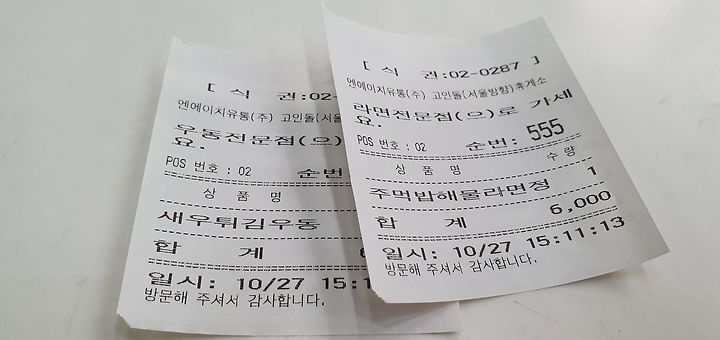 [ 식 권:02-
엔에이치유통(주) 고인돌(서울
우동전문점(으)
요.
POS 번호 : 02 순번
상 품 명
새우튀김우동
합 계 6
일시: 10/27 15:1
방문해 주셔서 감사합니다.
[ 식 권:02-0287 ]
엔에이치유통(주) 고인돌(서울방향)휴게소
라면전문점(으)로 가세
요.
POS 번호 : 02 순번: 555
상 품 명 수 량
주먹밥해물라면정 1
합 계 6,000
일시: 10/27 15:11:13
방문해 주셔서 감사합니다.